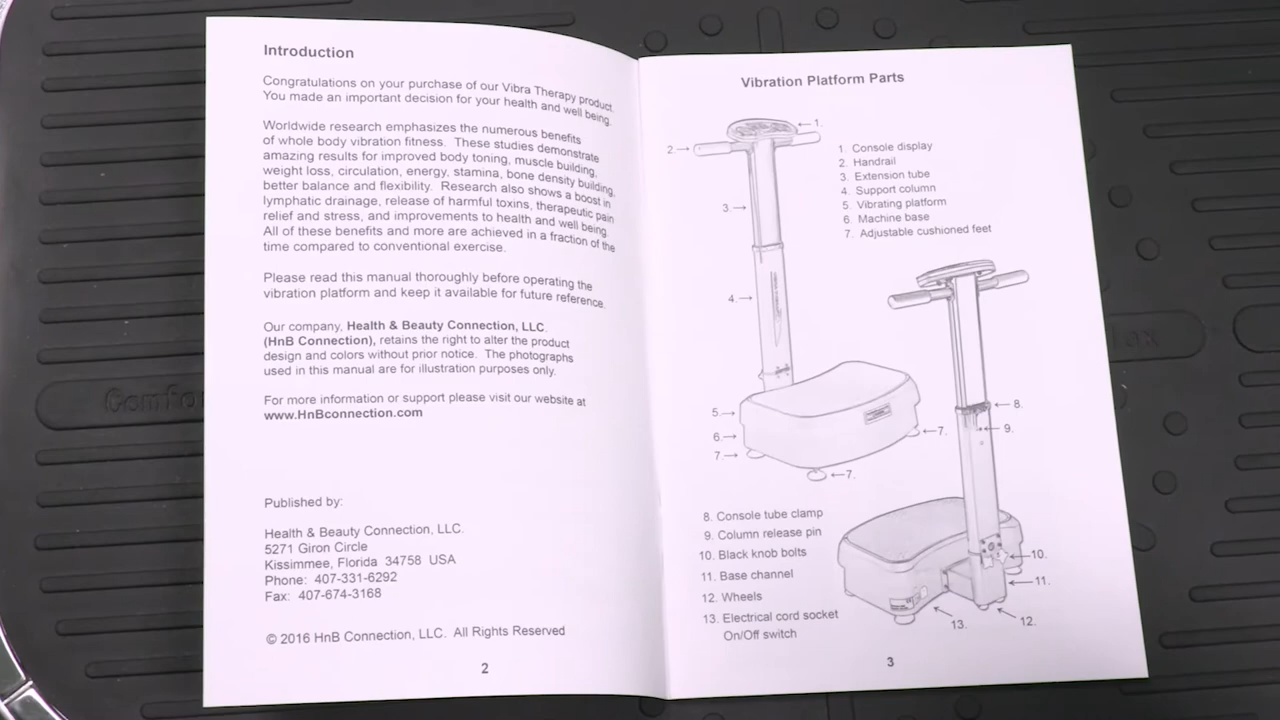 Introduction
Congratulations on your purchase of our Vibra Therapy product.
You made an important decision for your health and well being.
Worldwide research emphasizes the numerous benefits
of whole body vibration fitness. These studies demonstrate
amazing results for improved body toning, muscle building,
weight loss, circulation, energy, stamina, bone density building,
better balance and flexibility. Research also shows a boost in
lymphatic drainage, release of harmful toxins, therapeutic pain
relief and stress, and improvements to health and well being.
All of these benefits and more are achieved in a fraction of the
time compared to conventional exercise.
Please read this manual thoroughly before operating the
vibration platform and keep it available for future reference.
Our company, Health & Beauty Connection, LLC.
(HnB Connection), retains the right to alter the product
design and colors without prior notice. The photographs
used in this manual are for illustration purposes only.
For more information or support please visit our website at
www.HnBconnection.com
Published by:
Health & Beauty Connection, LLC.
5271 Giron Circle
Kissimmee, Florida 34758 USA
Phone: 407-331-6292
Fax: 407-674-3168
© 2016 HnB Connection, LLC. All Rights Reserved
2
Vibration Platform Parts
1.
2.
3.
4.
5.
6.
7
7.
7.
1. Console display
2. Handrail
3. Extension tube
4. Support column
5. Vibrating platform
6. Machine base
7. Adjustable cushioned feet
8.
9.
10.
11.
12.
13.
8. Console tube clamp
9. Column release pin
10. Black knob bolts
11. Base channel
12. Wheels
13. Electrical cord socket
On/Off switch
3
Comfo
ax